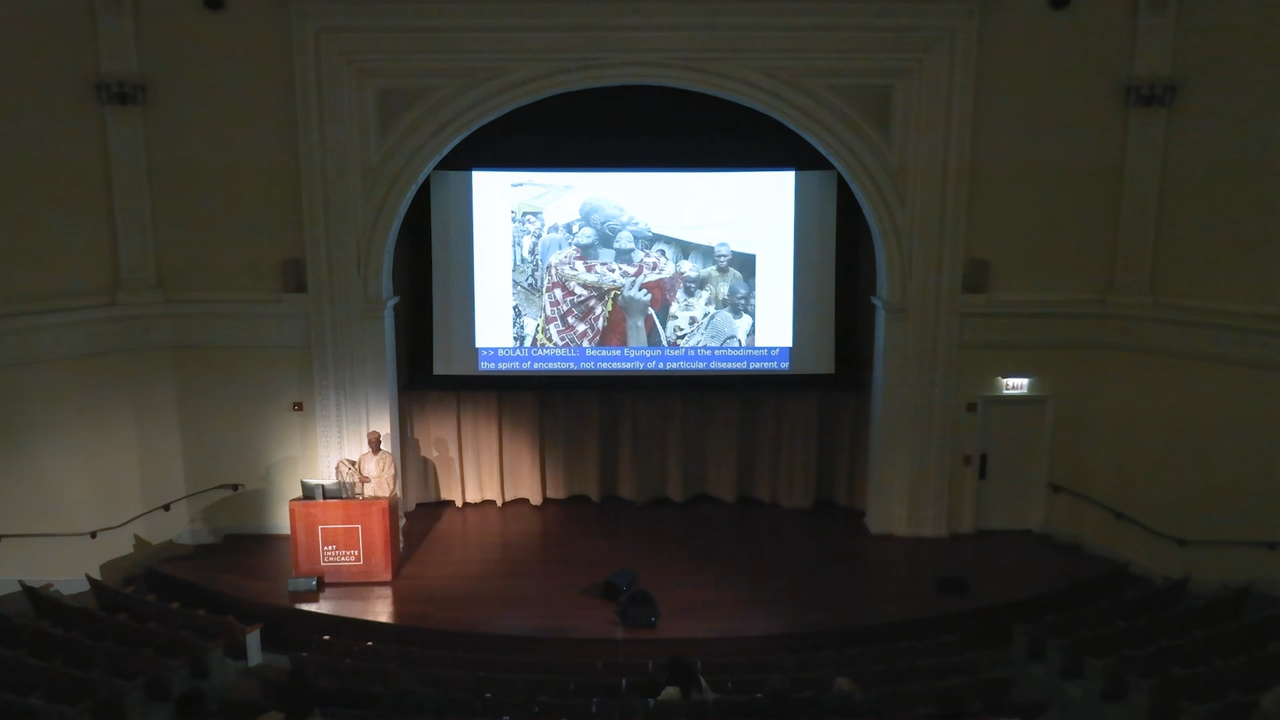 >> BOLAJI CAMPBELL: Because Egungun itself is the embodiment of
the spirit of ancestors, not necessarily of a particular diseased parent or
EXIT
ART
INSTITVTE
CHICAGO